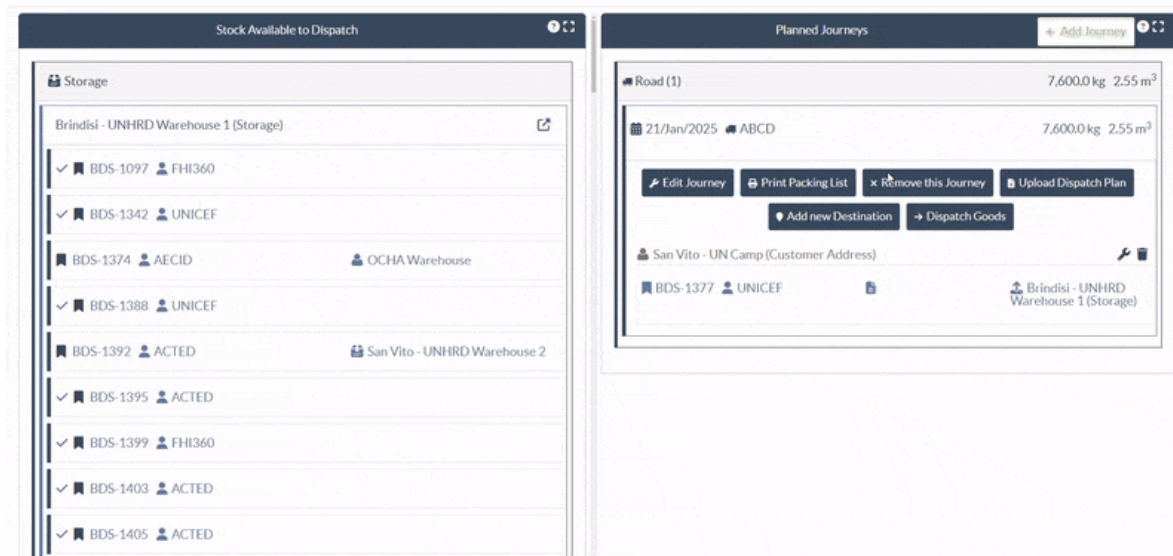 Stock Available to Dispatch
Storage
Brindisi - UNHRD Warehouse 1 (Storage)
BDS-1097 FHI360
BDS-1342 UNICEF
BDS-1374 AECID OCHA Warehouse
BDS-1388 UNICEF
BDS-1392 ACTED San Vito - UNHRD Warehouse 2
BDS-1395 ACTED
BDS-1399 FHI360
BDS-1403 ACTED
BDS-1405 ACTED
Planned Journeys
+ Add Journey
Road (1) 7,600.0 kg 2.55 m³
21/Jan/2025 ABCD 7,600.0 kg 2.55 m³
Edit Journey Print Packing List × Remove this Journey Upload Dispatch Plan
Add new Destination → Dispatch Goods
San Vito - UN Camp (Customer Address)
BDS-1377 UNICEF Brindisi - UNHRD
Warehouse 1 (Storage)